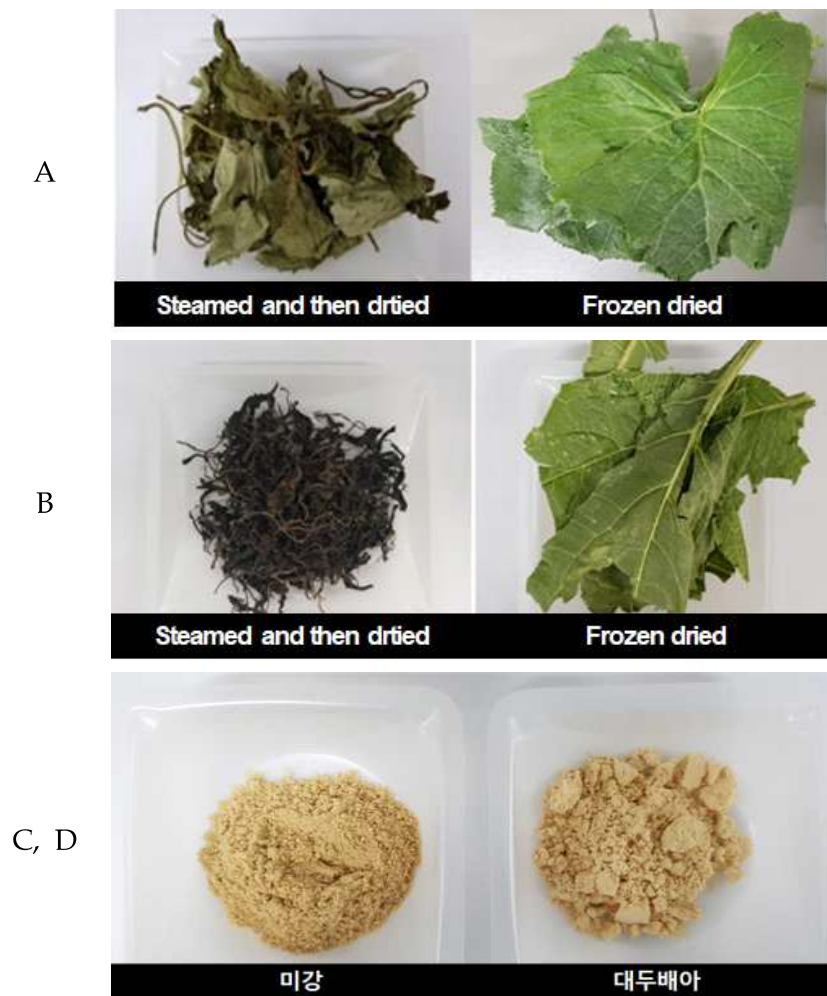 A
Steamed and then drtied Frozen dried
B
Steamed and then drtied Frozen dried
C, D
미강 대두배아